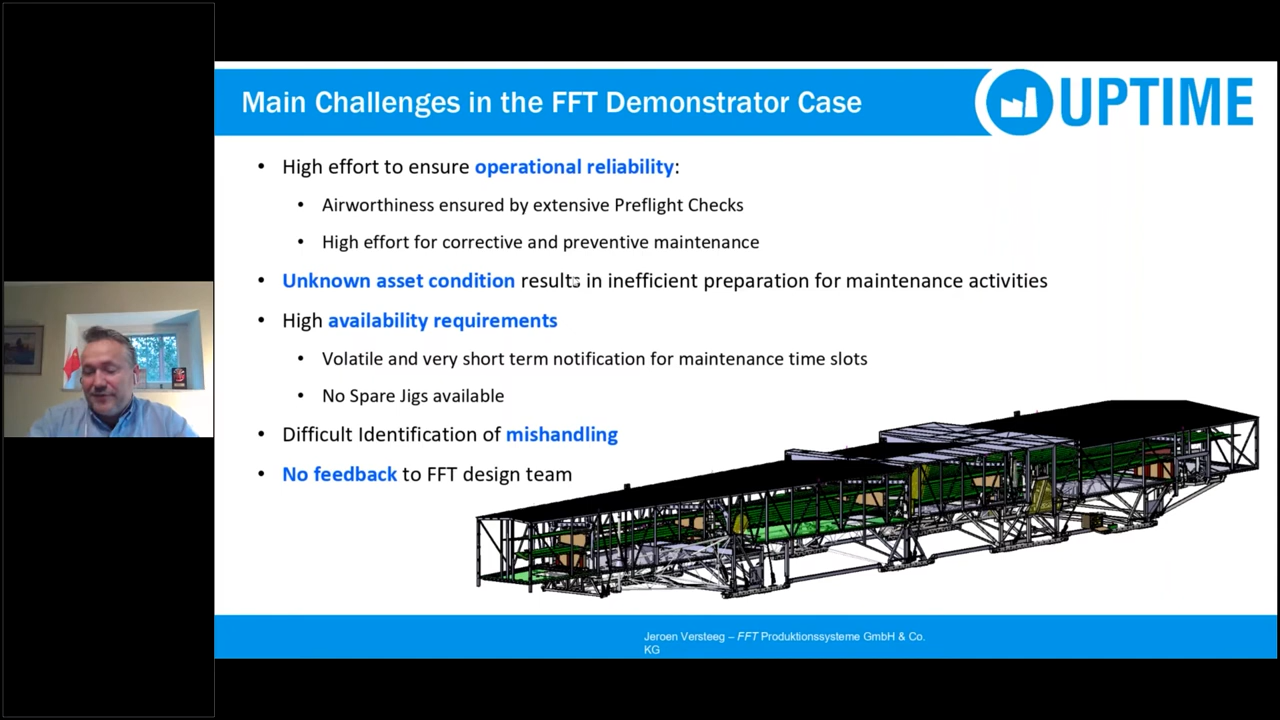 Main Challenges in the FFT Demonstrator Case
UPTIME
• High effort to ensure operational reliability:
• Airworthiness ensured by extensive Preflight Checks
• High effort for corrective and preventive maintenance
• Unknown asset condition results in inefficient preparation for maintenance activities
• High availability requirements
• Volatile and very short term notification for maintenance time slots
• No Spare Jigs available
• Difficult Identification of mishandling
• No feedback to FFT design team
Jeroen Versteeg – FFT Produktionssysteme GmbH & Co.
KG